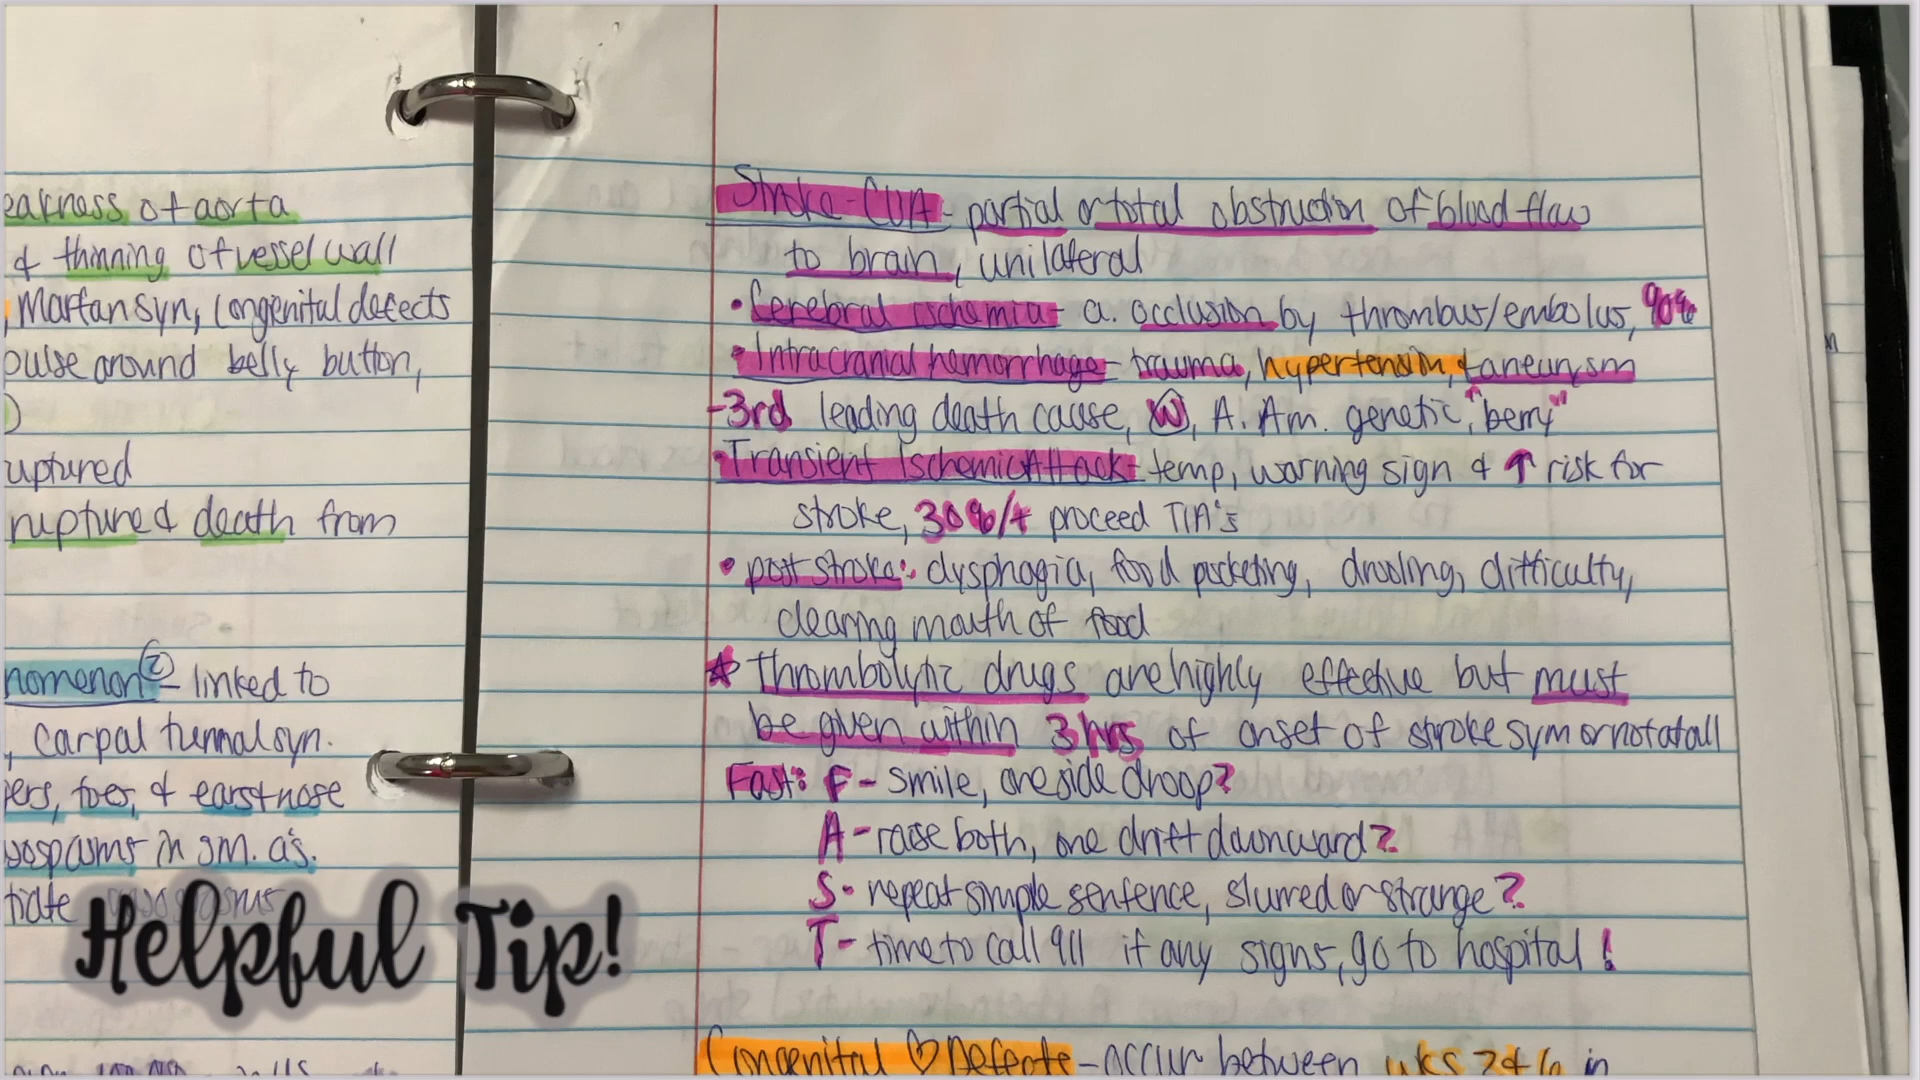 eakness of aorta
& thinning of vessel wall
, Marfan syn, congenital defects
pulse around belly button,
)
uptured
rupture & death from
nomenon② - linked to
, carpal tunnal syn.
ers, toes, & ears + nose
vosospasms in sm. a's.
tiate
Helpful Tip!
Stroke - CVA - partial or total obstruction of blood flow
to brain, unilateral
• Cerebral ischemia - a. occlusion by thrombus/embolus, 90%
• Intracranial hemorrhage - trauma, hypertension, + aneurysm
-3rd leading death cause, Ⓦ, A. Am. genetic, "berry"
• Transient Ischemic Attack - temp, warning sign & ↑ risk for
stroke, 30%/+ proceed TIA's
• post stroke: dysphagia, food pocketing, drooling, difficulty,
clearing mouth of food
* thrombolytic drugs are highly effective but must
be given within 3 hrs of onset of stroke sym or not at all
Fast: F - smile, one side droop?
A - raise both, one drift downward?
S - repeat simple sentence, slurred or strange?
T - time to call 911 if any signs, go to hospital!
Congenital ♡ Defects - occur between wks